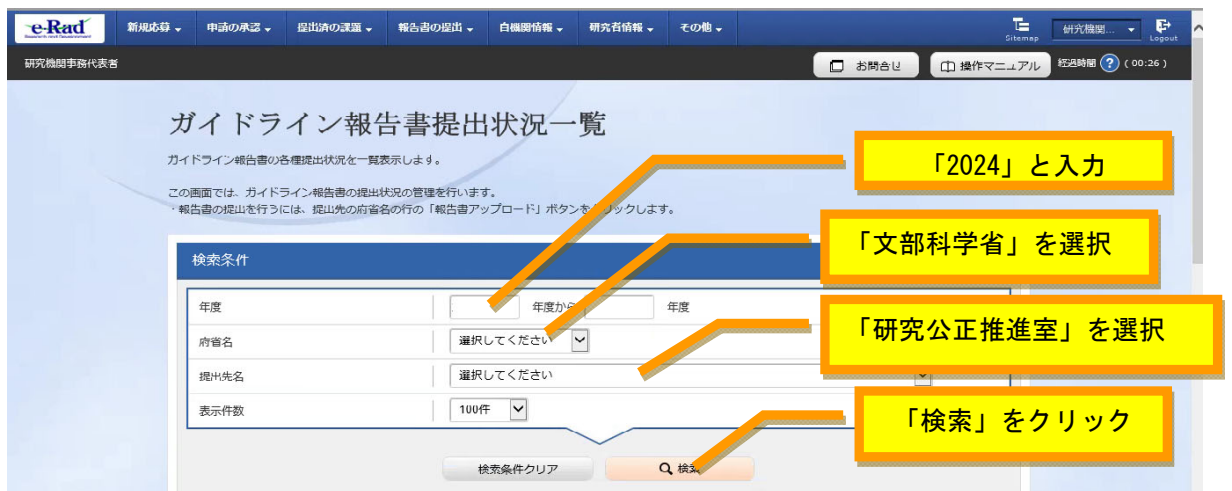 e-Rad 新規応募 申請の承認 提出済の課題 報告書の提出 自機関情報 研究者情報 その他 Sitemap 研究機関... Logout
研究機関事務代表者 お問合せ 操作マニュアル 経過時間 ? ( 00:26 )
ガイドライン報告書提出状況一覧
ガイドライン報告書の各種提出状況を一覧表示します。
「2024」と入力
この画面では、ガイドライン報告書の提出状況の管理を行います。
・報告書の提出を行うには、提出先の府省名の行の「報告書アップロード」ボタンをクリックします。
「文部科学省」を選択
検索条件
年度 年度から 年度
「研究公正推進室」を選択
府省名 選択してください
提出先名 選択してください
表示件数 100件
「検索」をクリック
検索条件クリア 検索